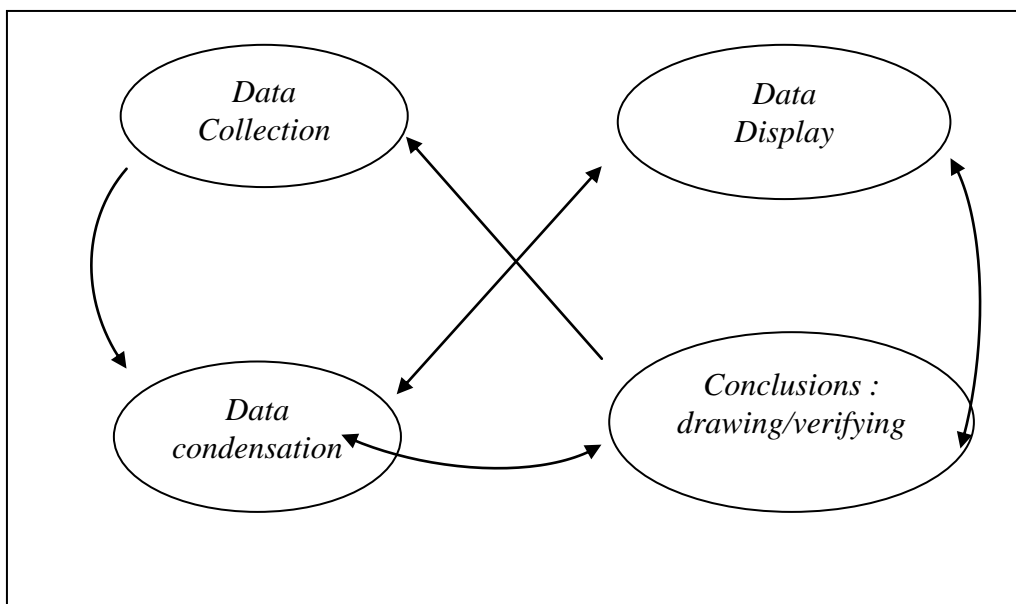 Data
Collection
Data
Display
Data
condensation
Conclusions :
drawing/verifying